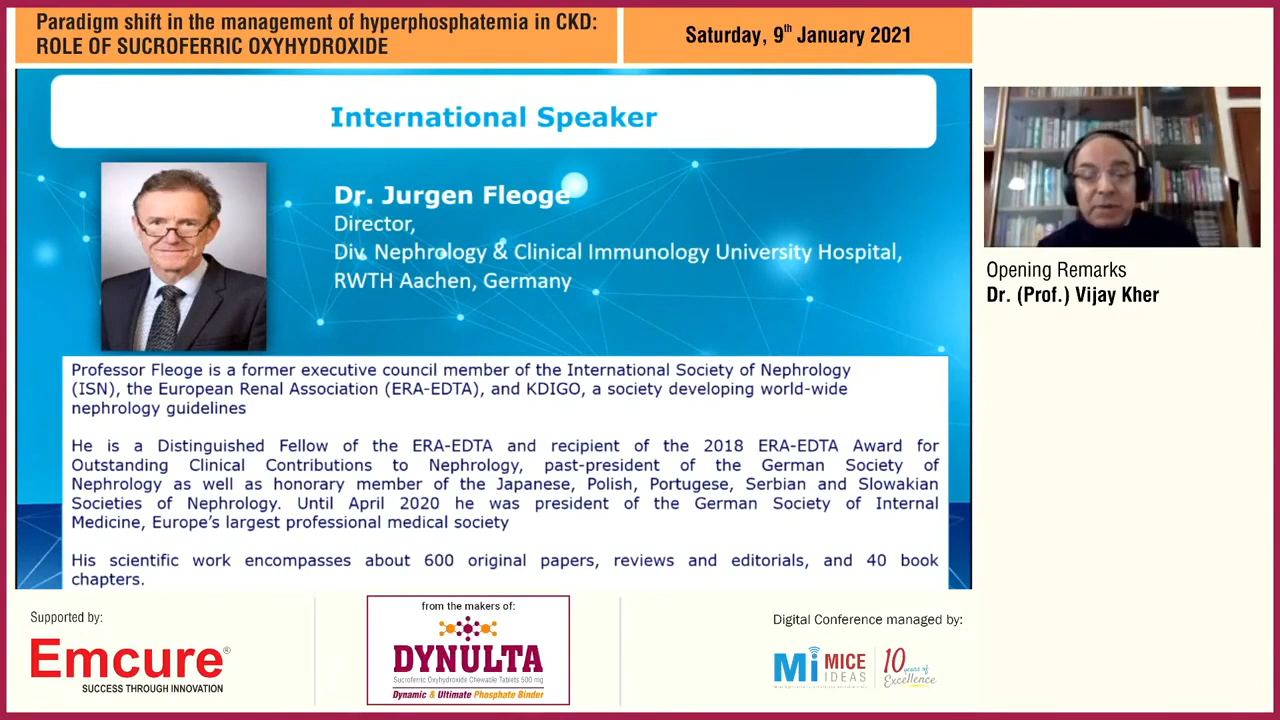 Paradigm shift in the management of hyperphosphatemia in CKD:
ROLE OF SUCROFERRIC OXYHYDROXIDE
Saturday, 9th January 2021
International Speaker
Dr. Jurgen Fleoge
Director,
Div. Nephrology & Clinical Immunology University Hospital,
RWTH Aachen, Germany
Professor Fleoge is a former executive council member of the International Society of Nephrology
(ISN), the European Renal Association (ERA-EDTA), and KDIGO, a society developing world-wide
nephrology guidelines
He is a Distinguished Fellow of the ERA-EDTA and recipient of the 2018 ERA-EDTA Award for
Outstanding Clinical Contributions to Nephrology, past-president of the German Society of
Nephrology as well as honorary member of the Japanese, Polish, Portugese, Serbian and Slowakian
Societies of Nephrology. Until April 2020 he was president of the German Society of Internal
Medicine, Europe's largest professional medical society
His scientific work encompasses about 600 original papers, reviews and editorials, and 40 book
chapters.
Opening Remarks
Dr. (Prof.) Vijay Kher
Supported by:
Emcure®
SUCCESS THROUGH INNOVATION
from the makers of:
DYNULTA
Sucroferric Oxyhydroxide Chewable Tablets 500 mg
Dynamic & Ultimate Phosphate Binder
Digital Conference managed by:
Mi MICE
IDEAS
10 years of
Excellence